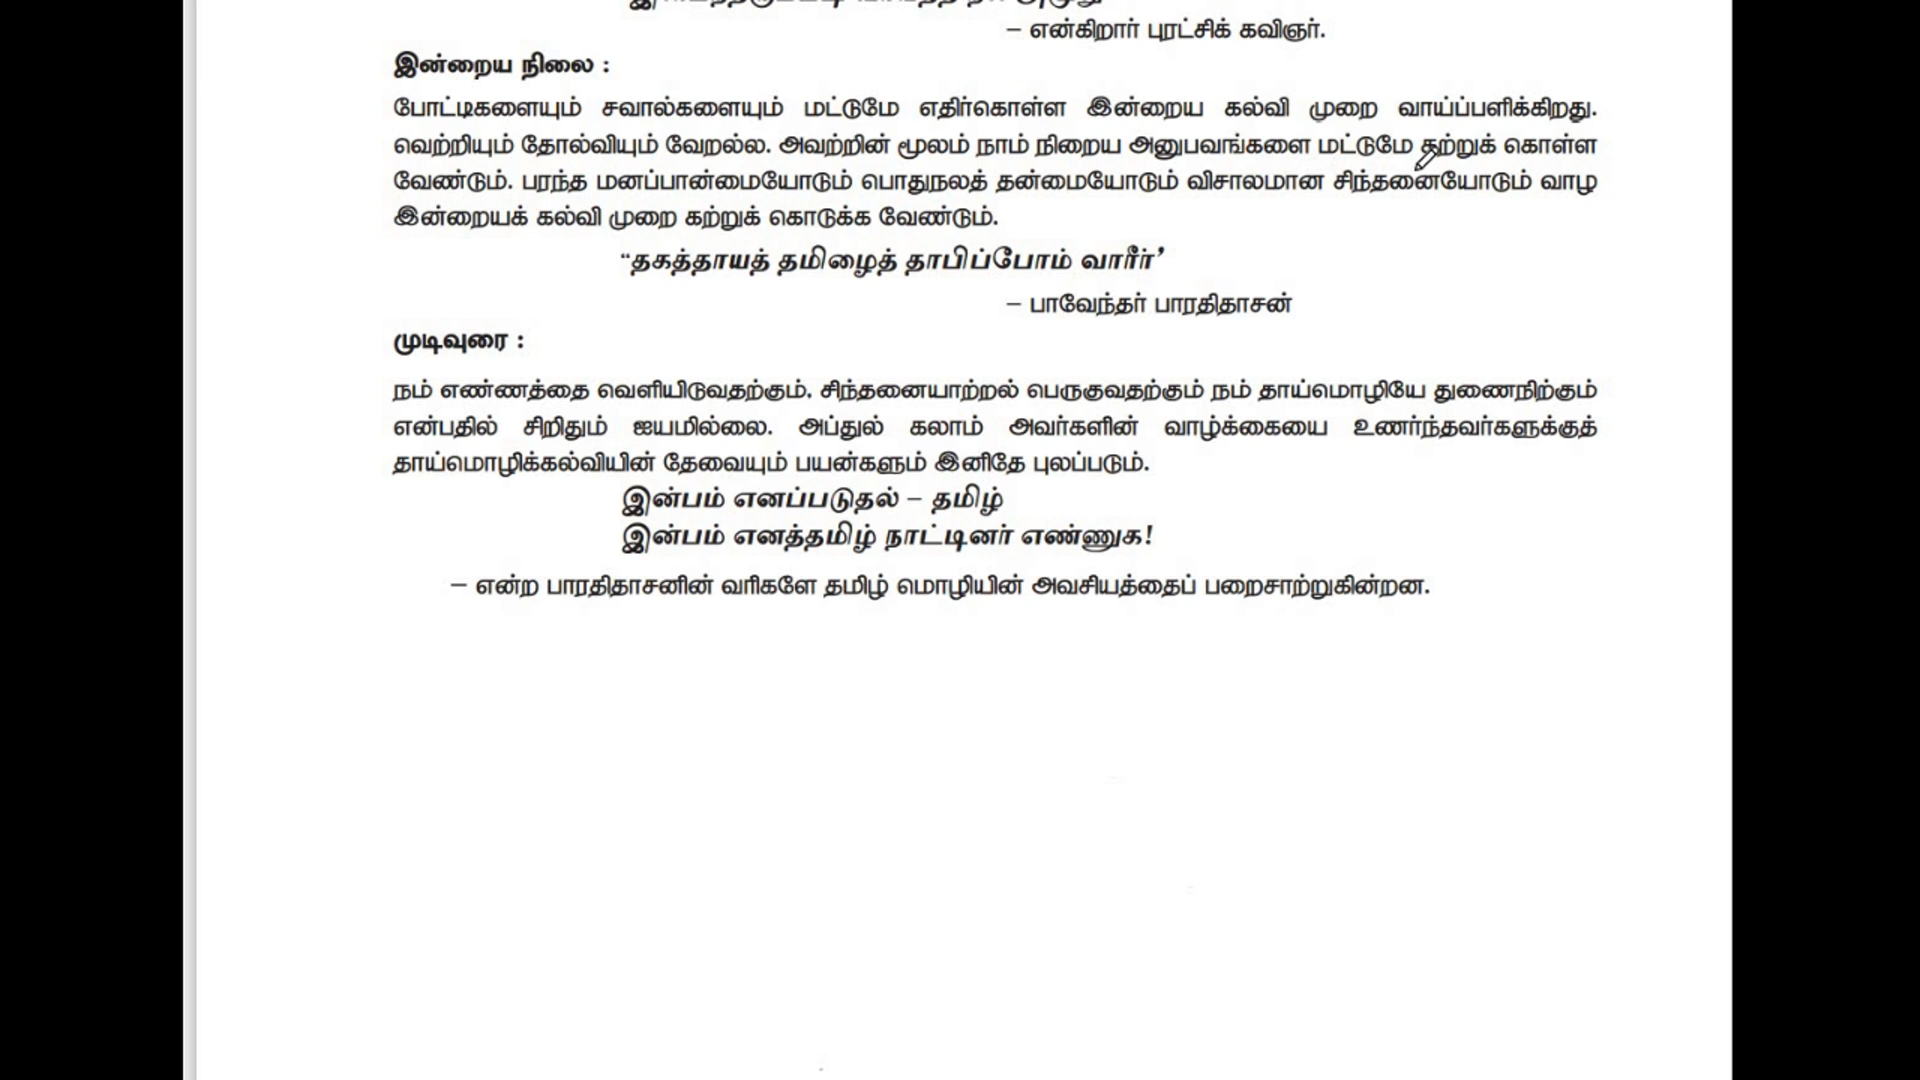 – என்கிறார் புரட்சிக் கவிஞர்.
இன்றைய நிலை :
போட்டிகளையும் சவால்களையும் மட்டுமே எதிர்கொள்ள இன்றைய கல்வி முறை வாய்ப்பளிக்கிறது.
வெற்றியும் தோல்வியும் வேறல்ல. அவற்றின் மூலம் நாம் நிறைய அனுபவங்களை மட்டுமே கற்றுக் கொள்ள
வேண்டும். பரந்த மனப்பான்மையோடும் பொதுநலத் தன்மையோடும் விசாலமான சிந்தனையோடும் வாழ
இன்றையக் கல்வி முறை கற்றுக் கொடுக்க வேண்டும்.
“தகத்தாயத் தமிழைத் தாபிப்போம் வாரீர்’
– பாவேந்தர் பாரதிதாசன்
முடிவுரை :
நம் எண்ணத்தை வெளியிடுவதற்கும். சிந்தனையாற்றல் பெருகுவதற்கும் நம் தாய்மொழியே துணைநிற்கும்
என்பதில் சிறிதும் ஐயமில்லை. அப்துல் கலாம் அவர்களின் வாழ்க்கையை உணர்ந்தவர்களுக்குத்
தாய்மொழிக்கல்வியின் தேவையும் பயன்களும் இனிதே புலப்படும்.
இன்பம் எனப்படுதல் – தமிழ்
இன்பம் எனத்தமிழ் நாட்டினர் எண்ணுக!
– என்ற பாரதிதாசனின் வரிகளே தமிழ் மொழியின் அவசியத்தைப் பறைசாற்றுகின்றன.